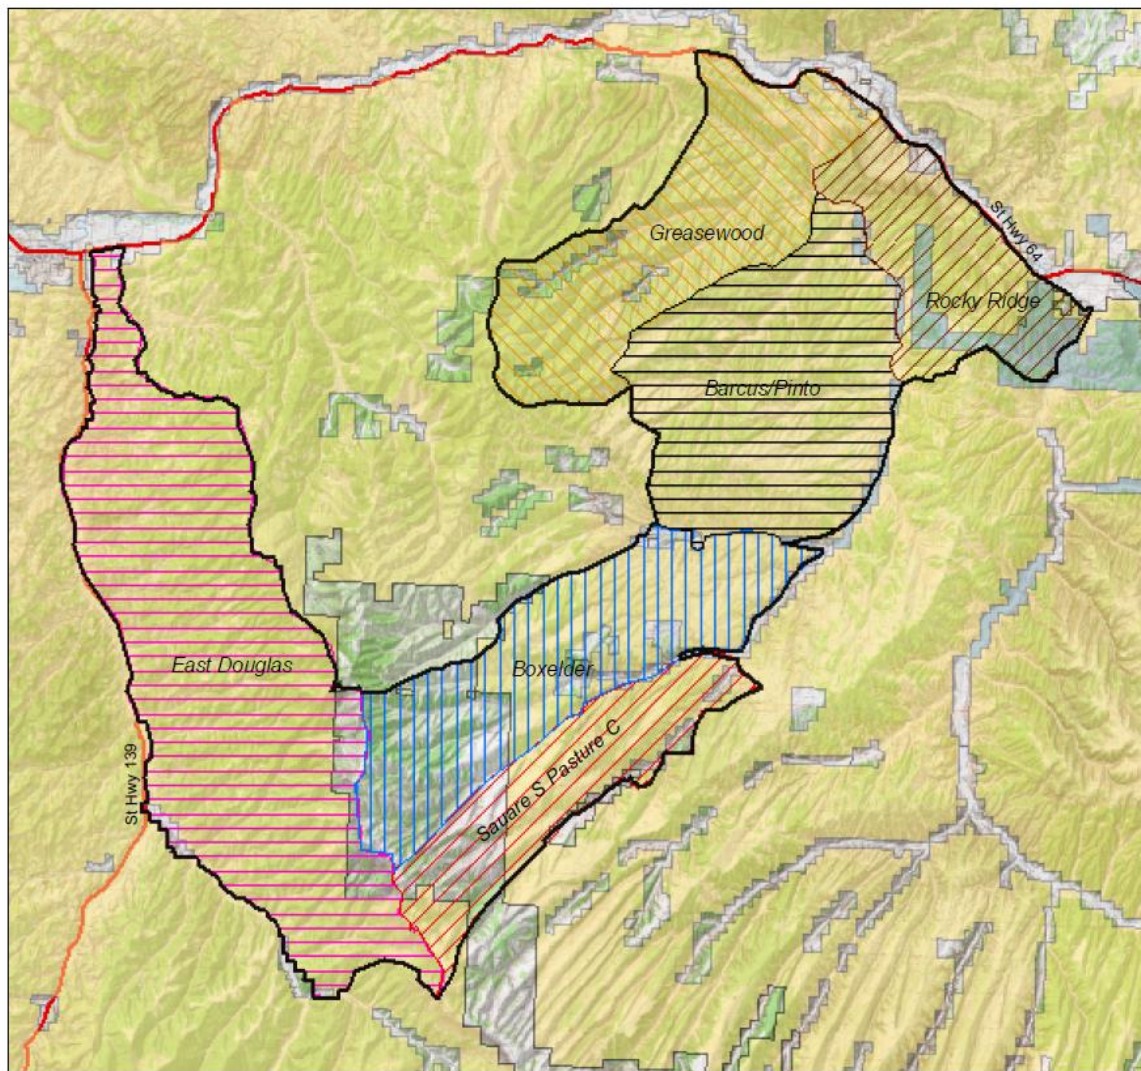 Greasewood
St Hwy 64
Rocky Ridge
Barcus/Pinto
East Douglas
Boxelder
Square S Pasture C
St Hwy 139